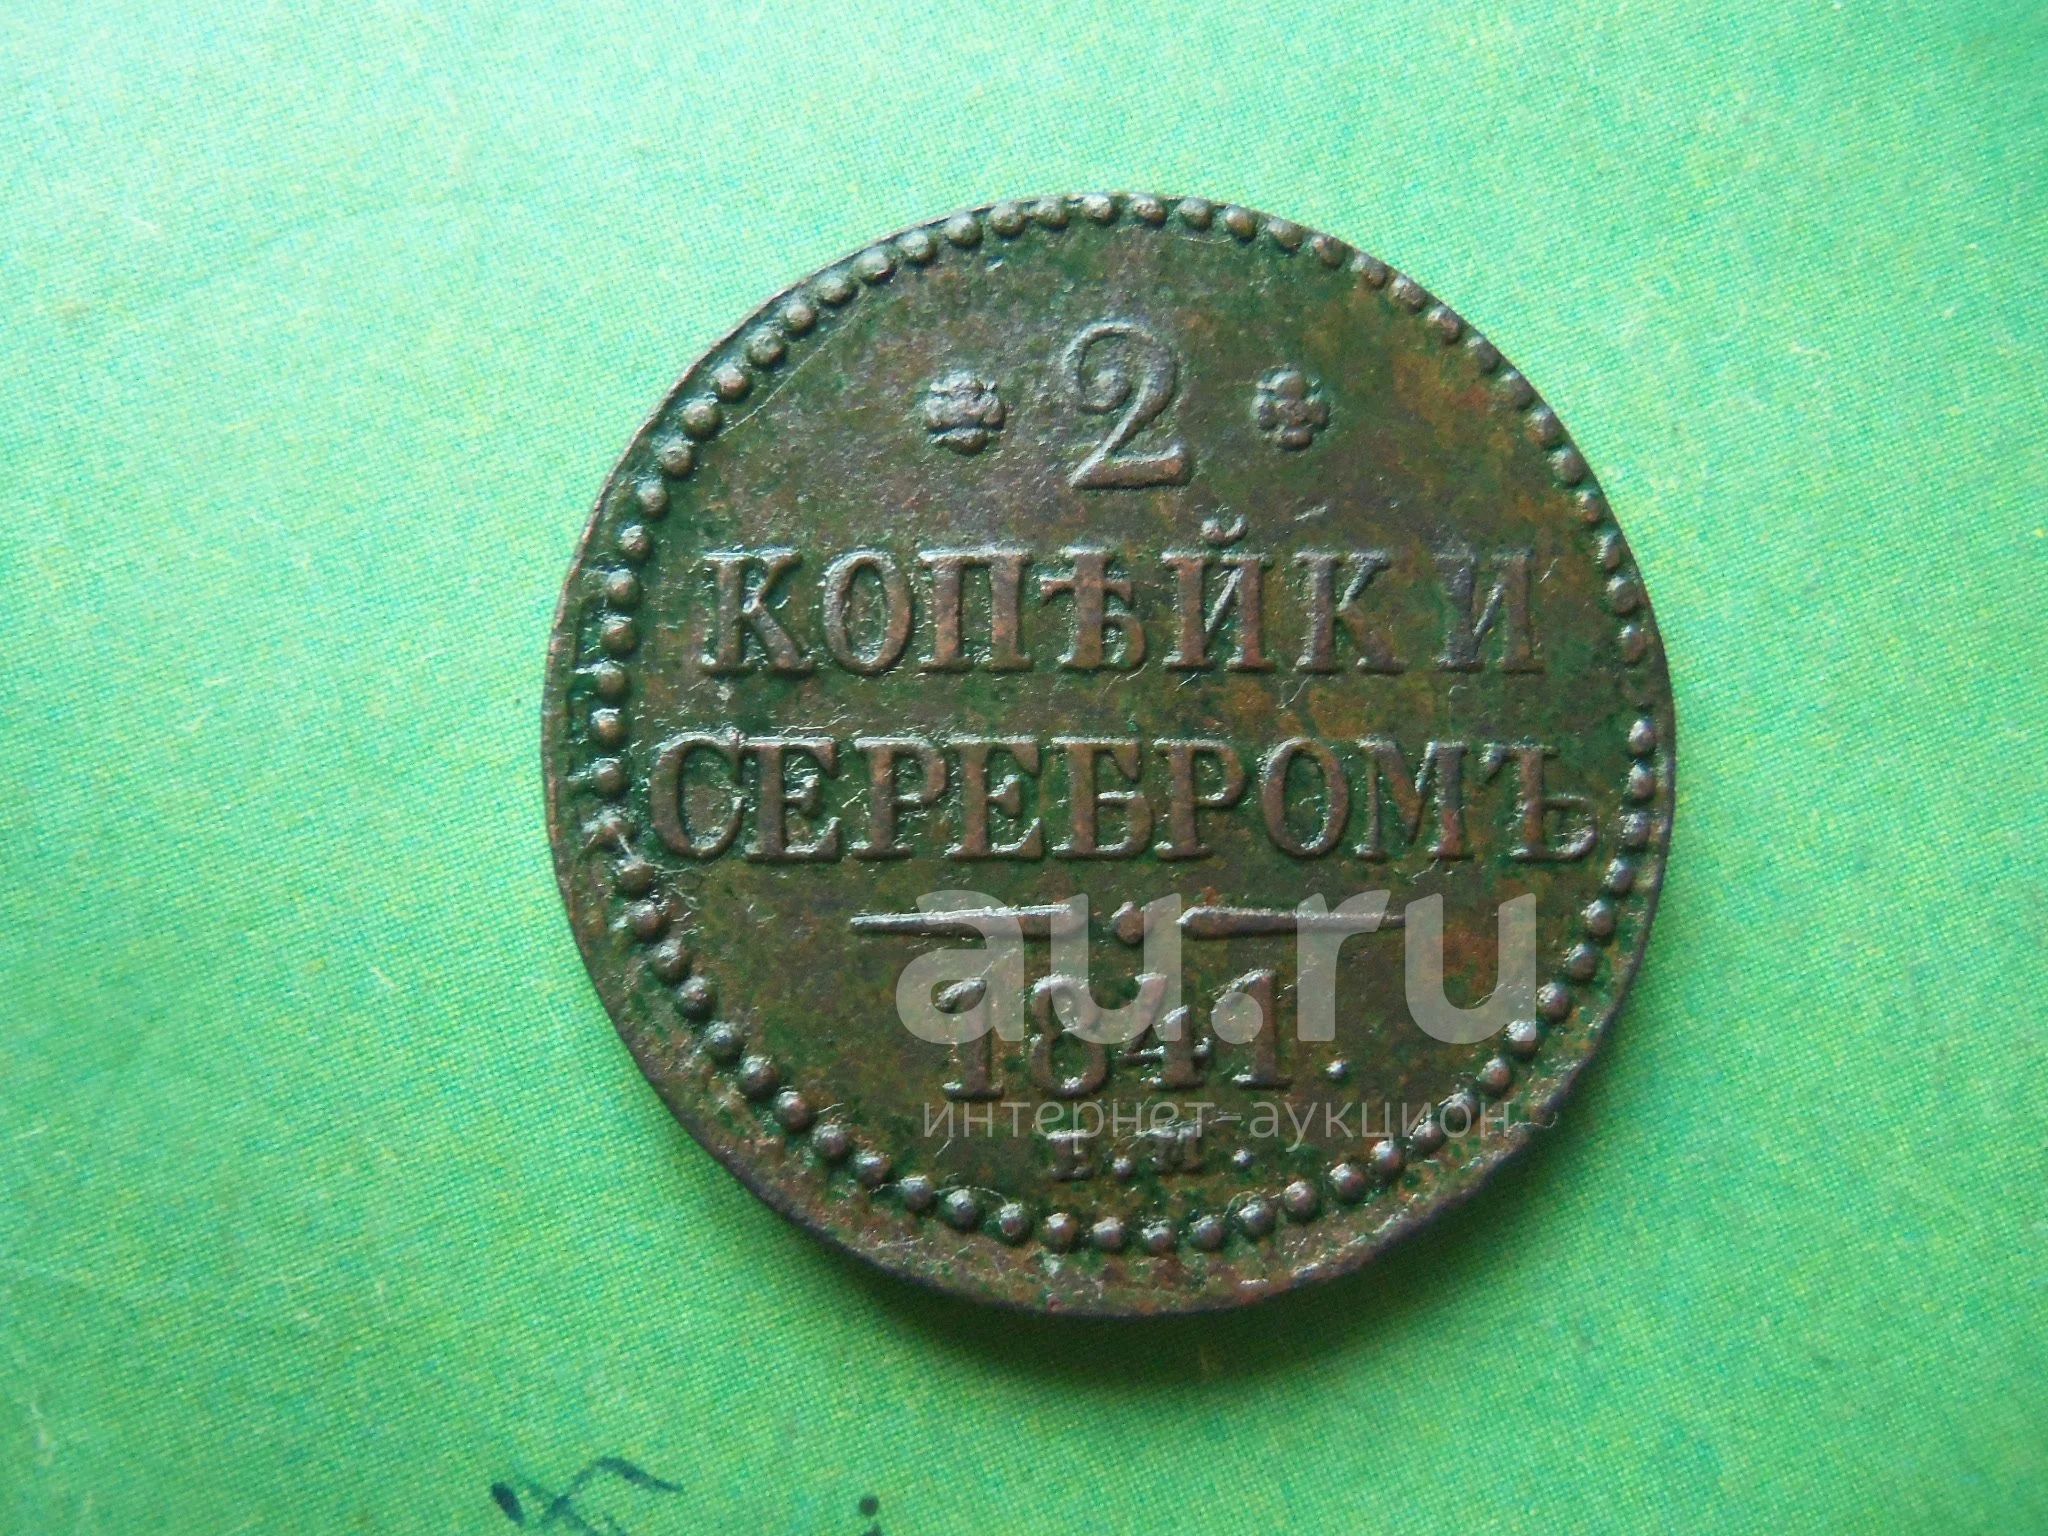 2
КОПѢЙКИ
СЕРЕБРОМЪ
au.ru
1841.
интернет-аукцион
Е.М.